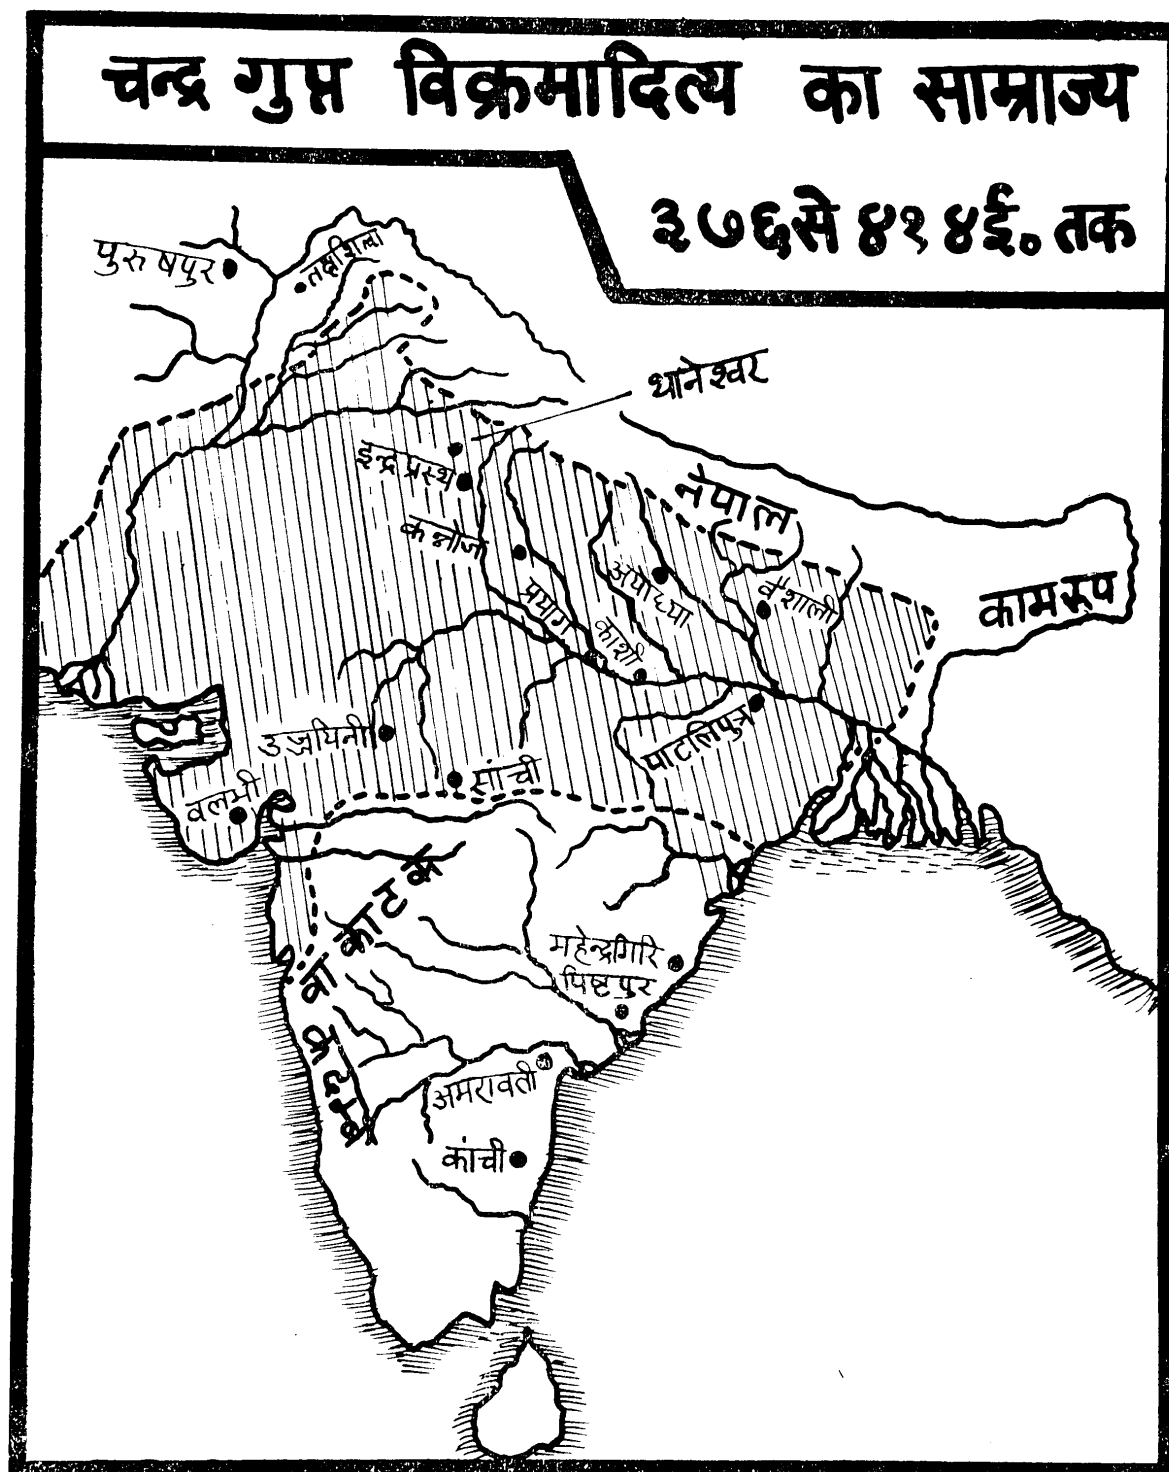 चन्द्र गुप्त विक्रमादित्य का साम्राज्य
३७६से ४१४ई. तक
पुरुषपुर
तक्षशिला
थानेश्वर
इन्द्रप्रस्थ
नेपाल
कन्नौज
अयोध्या
वैशाली
प्रयाग
काशी
कामरूप
उज्जयिनी
पाटलिपुत्र
सांची
वलभी
वाकाटक
महेन्द्रगिरि
पिष्टपुर
अमरावती
कांची